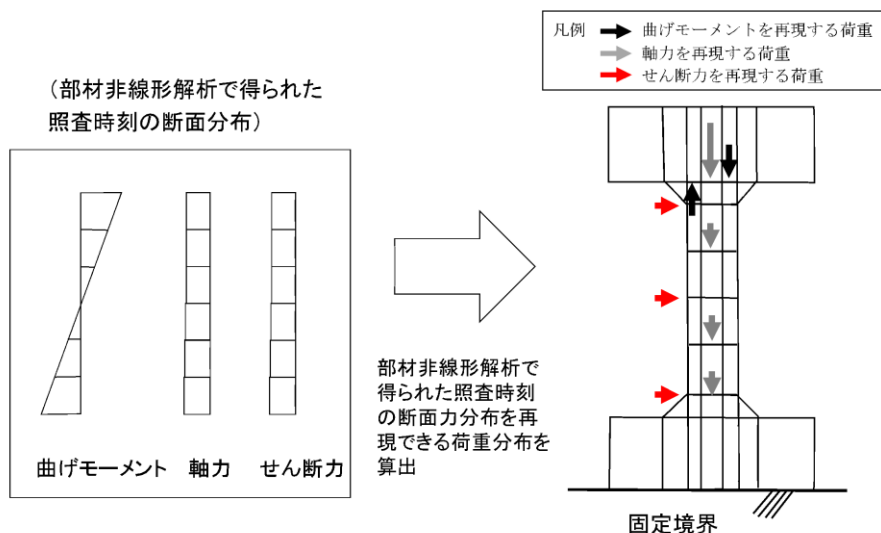 凡例
曲げモーメントを再現する荷重
軸力を再現する荷重
せん断力を再現する荷重
(部材非線形解析で得られた
照査時刻の断面分布)
曲げモーメント
軸力
せん断力
部材非線形解析で
得られた照査時刻
の断面力分布を再
現できる荷重分布を
算出
固定境界